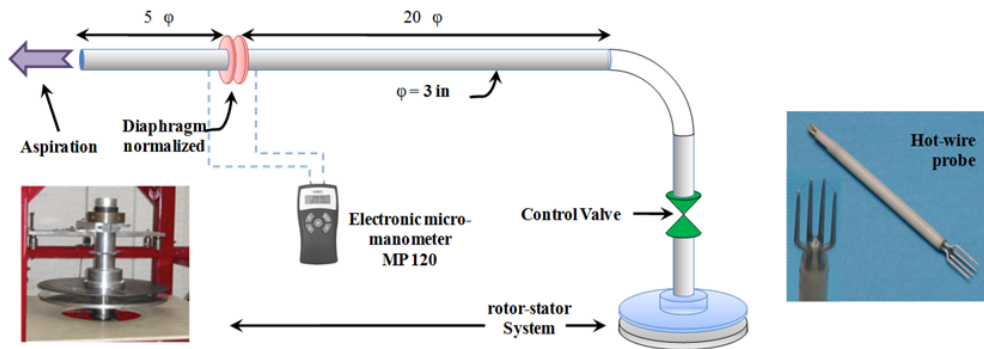 5 φ
20 φ
φ = 3 in
Aspiration
Diaphragm
normalized
Electronic micro-
manometer
MP 120
Control Valve
rotor-stator
System
Hot-wire
probe